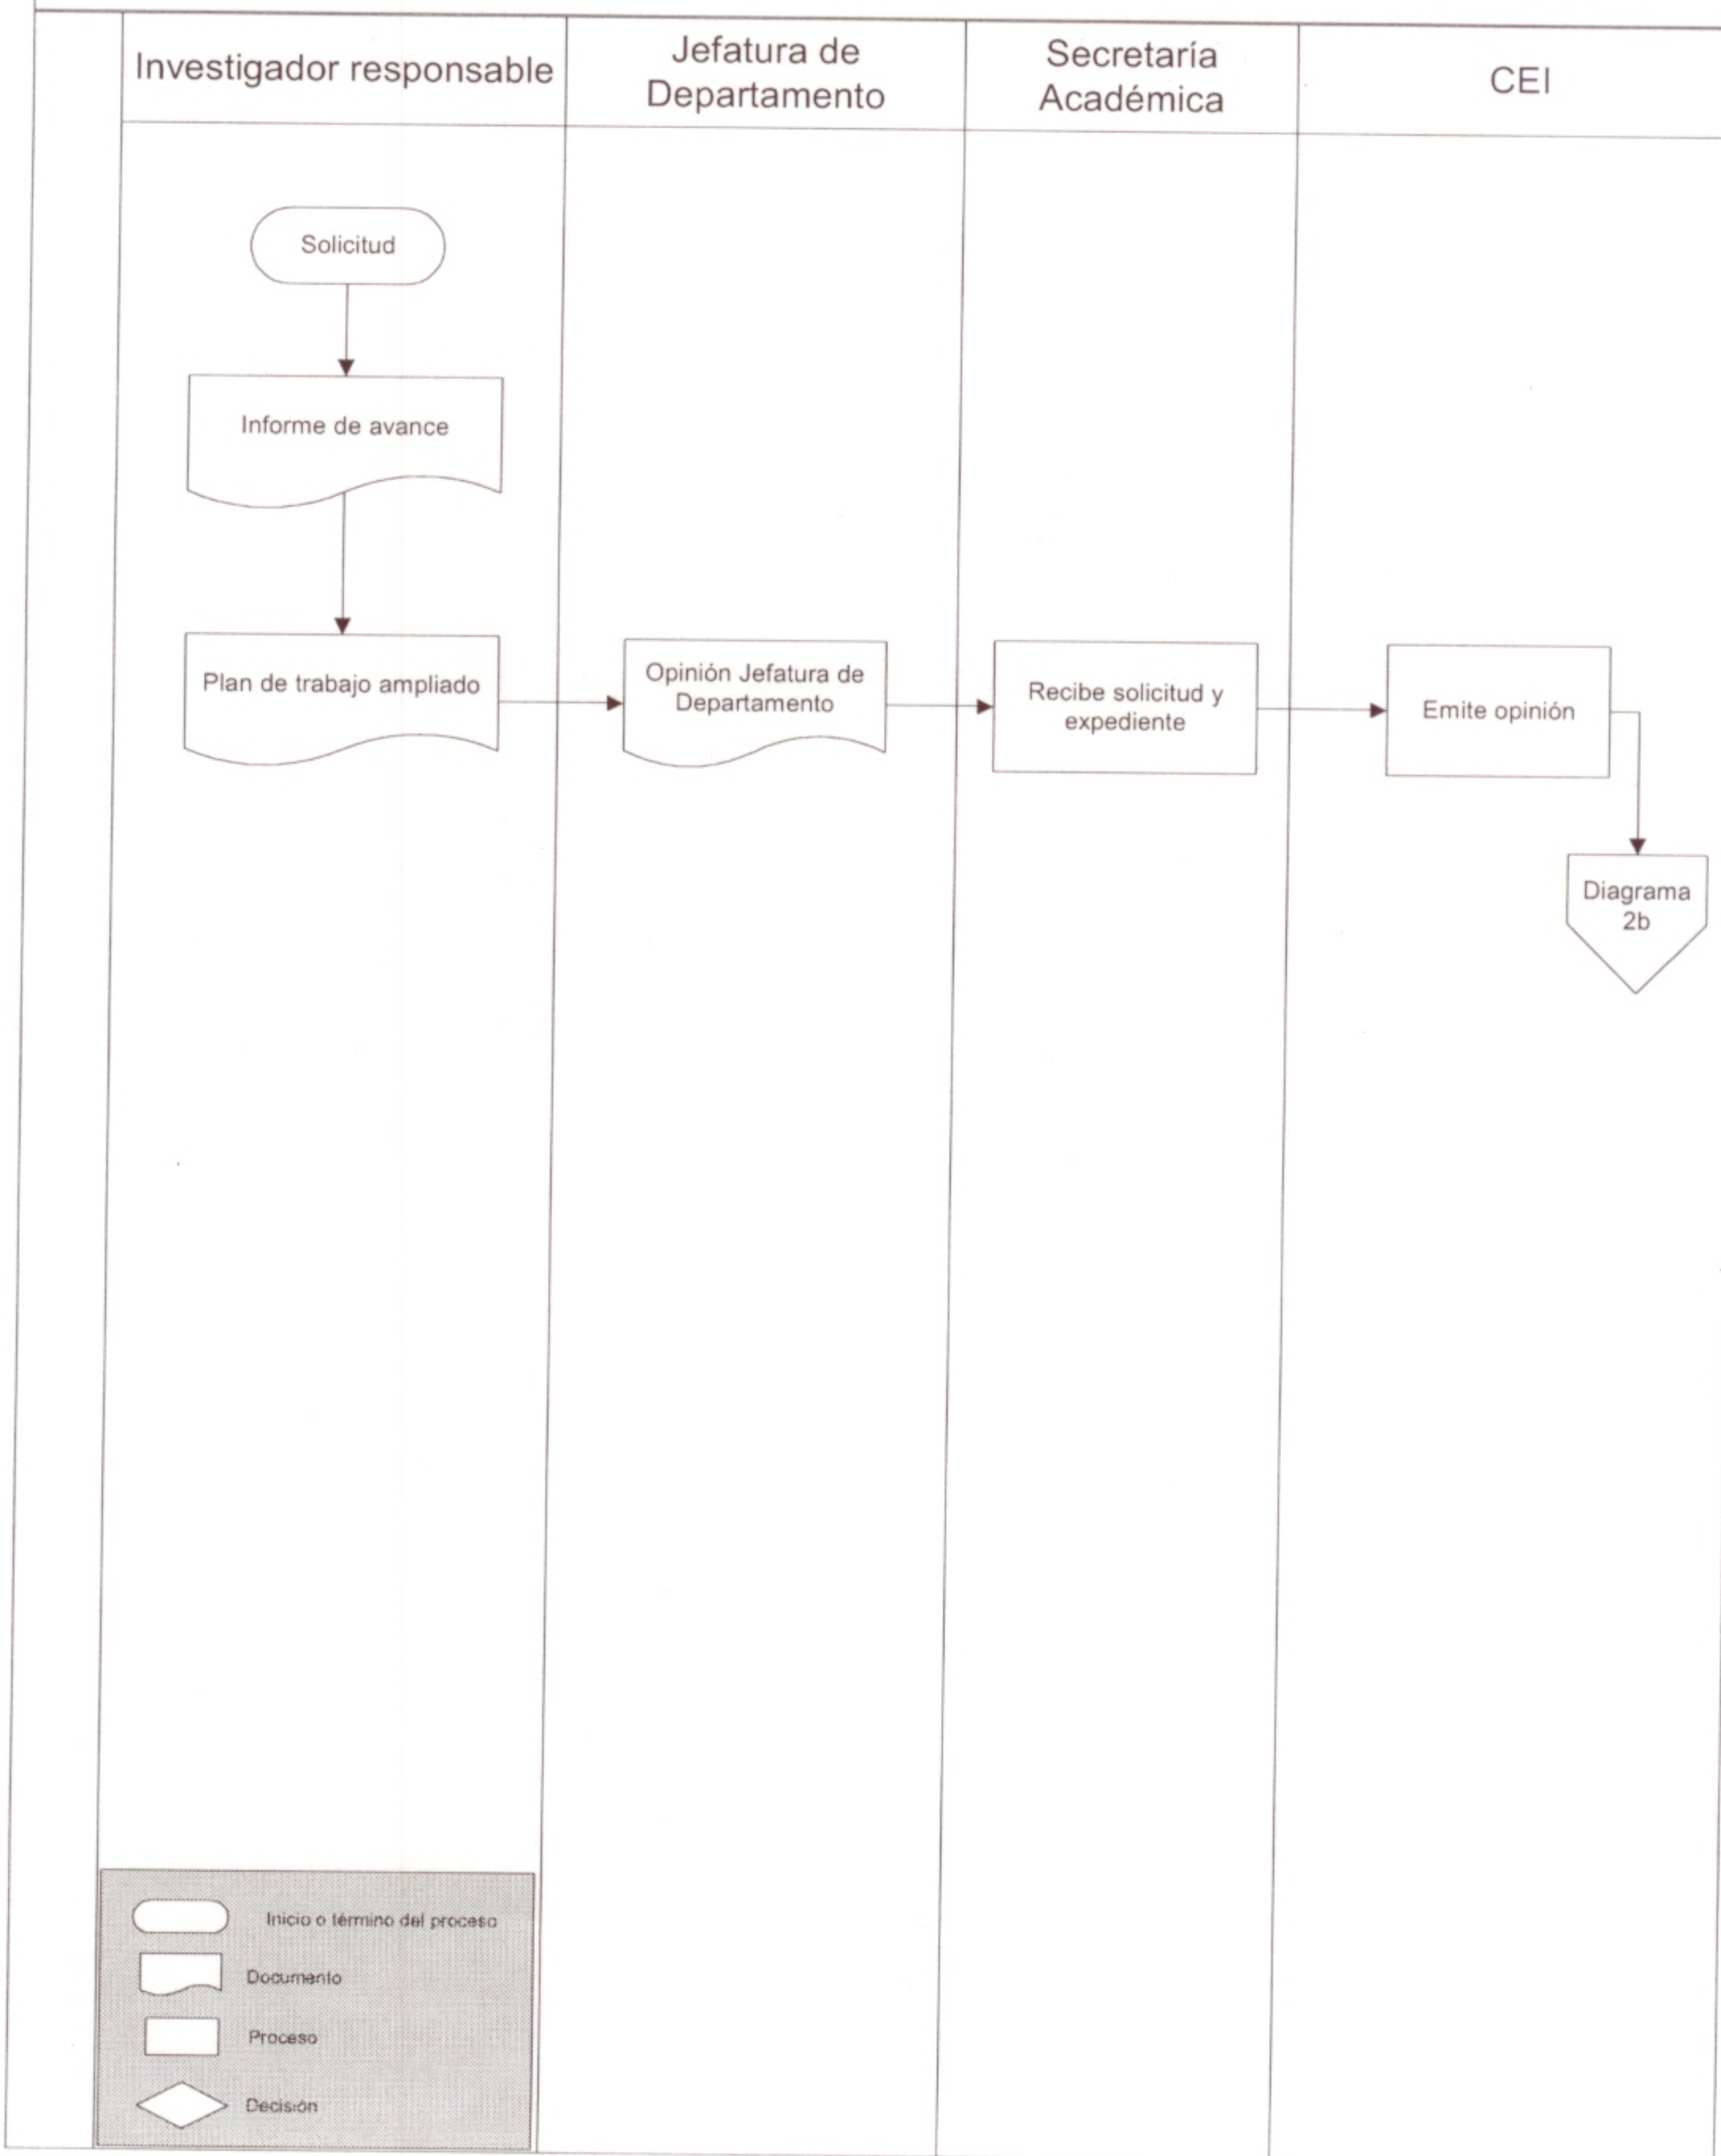 Investigador responsable
Jefatura de
Departamento
Secretaría
Académica
CEI
Solicitud
Informe de avance
Plan de trabajo ampliado
Opinión Jefatura de
Departamento
Recibe solicitud y
expediente
Emite opinión
Diagrama
2b
Inicio o término del proceso
Documento
Proceso
Decisión